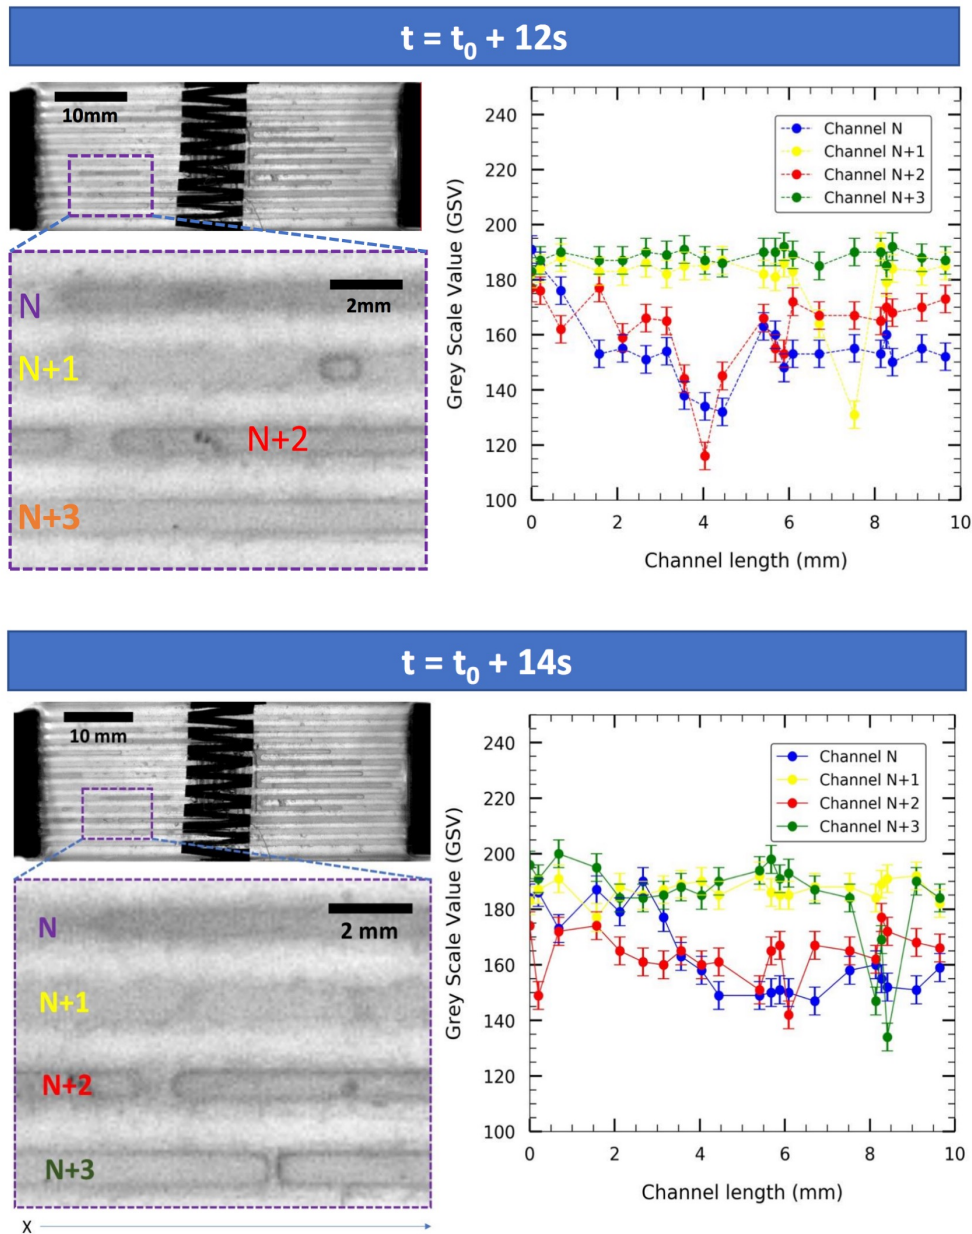 t = t0 + 12s
10mm
N
2mm
N+1
N+2
N+3
Grey Scale Value (GSV)
240
220
200
180
160
140
120
100
Channel N
Channel N+1
Channel N+2
Channel N+3
0 2 4 6 8 10
Channel length (mm)
t = t0 + 14s
10 mm
N
2 mm
N+1
N+2
N+3
X
Grey Scale Value (GSV)
240
220
200
180
160
140
120
100
Channel N
Channel N+1
Channel N+2
Channel N+3
0 2 4 6 8 10
Channel length (mm)